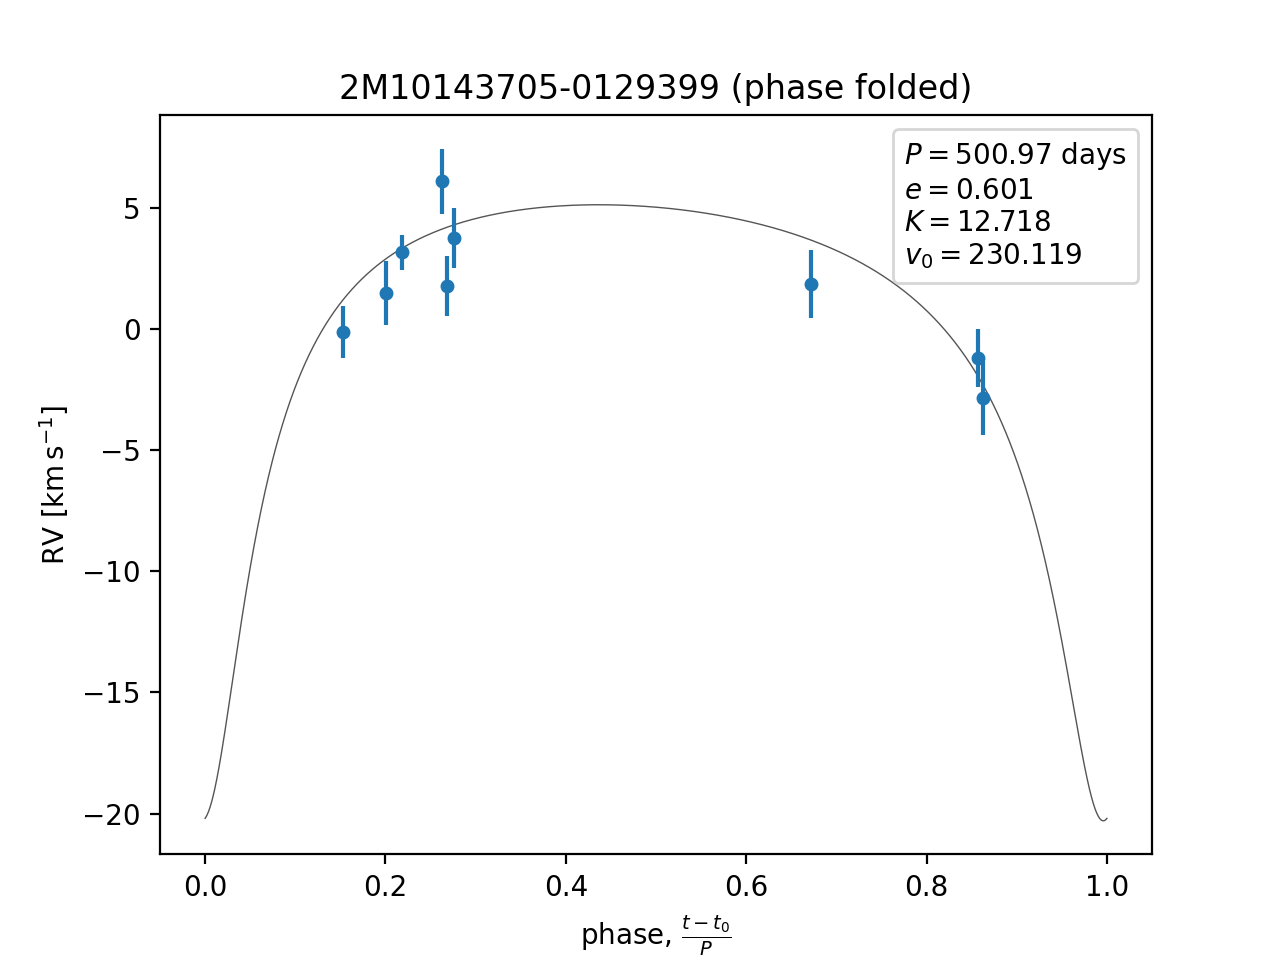 2M10143705-0129399 (phase folded)
P = 500.97 days
e = 0.601
K = 12.718
v₀ = 230.119
5
0
−5
−10
−15
−20
RV [km s⁻¹]
0.0 0.2 0.4 0.6 0.8 1.0
phase, (t − t₀)/P